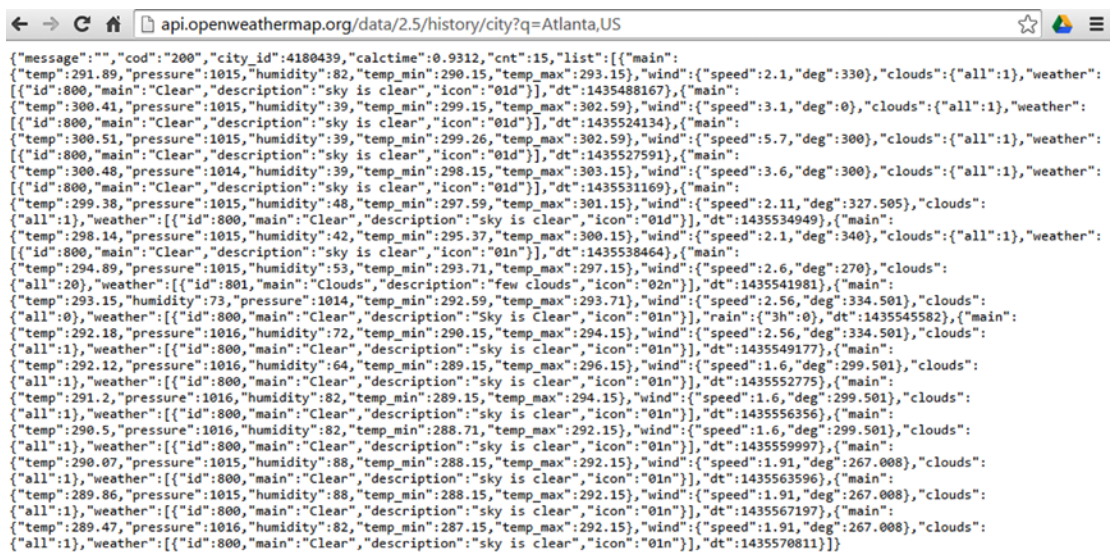 api.openweathermap.org/data/2.5/history/city?q=Atlanta,US
{"message":"","cod":"200","city_id":4180439,"calctime":0.9312,"cnt":15,"list":[{"main":
{"temp":291.89,"pressure":1015,"humidity":82,"temp_min":290.15,"temp_max":293.15},"wind":{"speed":2.1,"deg":330},"clouds":{"all":1},"weather":
[{"id":800,"main":"Clear","description":"sky is clear","icon":"01d"}],"dt":1435488167},{"main":
{"temp":300.41,"pressure":1015,"humidity":39,"temp_min":299.15,"temp_max":302.59},"wind":{"speed":3.1,"deg":0},"clouds":{"all":1},"weather":
[{"id":800,"main":"Clear","description":"sky is clear","icon":"01d"}],"dt":1435524134},{"main":
{"temp":300.51,"pressure":1015,"humidity":39,"temp_min":299.26,"temp_max":302.59},"wind":{"speed":5.7,"deg":300},"clouds":{"all":1},"weather":
[{"id":800,"main":"Clear","description":"sky is clear","icon":"01d"}],"dt":1435527591},{"main":
{"temp":300.48,"pressure":1014,"humidity":39,"temp_min":298.15,"temp_max":303.15},"wind":{"speed":3.6,"deg":300},"clouds":{"all":1},"weather":
[{"id":800,"main":"Clear","description":"sky is clear","icon":"01d"}],"dt":1435531169},{"main":
{"temp":299.38,"pressure":1015,"humidity":48,"temp_min":297.59,"temp_max":301.15},"wind":{"speed":2.11,"deg":327.505},"clouds":
{"all":1},"weather":[{"id":800,"main":"Clear","description":"sky is clear","icon":"01d"}],"dt":1435534949},{"main":
{"temp":298.14,"pressure":1015,"humidity":42,"temp_min":295.37,"temp_max":300.15},"wind":{"speed":2.1,"deg":340},"clouds":{"all":1},"weather":
[{"id":800,"main":"Clear","description":"sky is clear","icon":"01n"}],"dt":1435538464},{"main":
{"temp":294.89,"pressure":1015,"humidity":53,"temp_min":293.71,"temp_max":297.15},"wind":{"speed":2.6,"deg":270},"clouds":
{"all":20},"weather":[{"id":801,"main":"Clouds","description":"few clouds","icon":"02n"}],"dt":1435541981},{"main":
{"temp":293.15,"humidity":73,"pressure":1014,"temp_min":292.59,"temp_max":293.71},"wind":{"speed":2.56,"deg":334.501},"clouds":
{"all":0},"weather":[{"id":800,"main":"Clear","description":"sky is clear","icon":"01n"}],"rain":{"3h":0},"dt":1435545582},{"main":
{"temp":292.18,"pressure":1016,"humidity":72,"temp_min":290.15,"temp_max":294.15},"wind":{"speed":2.56,"deg":334.501},"clouds":
{"all":1},"weather":[{"id":800,"main":"Clear","description":"sky is clear","icon":"01n"}],"dt":1435549177},{"main":
{"temp":292.12,"pressure":1016,"humidity":64,"temp_min":289.15,"temp_max":296.15},"wind":{"speed":1.6,"deg":299.501},"clouds":
{"all":1},"weather":[{"id":800,"main":"Clear","description":"sky is clear","icon":"01n"}],"dt":1435552775},{"main":
{"temp":291.2,"pressure":1016,"humidity":82,"temp_min":289.15,"temp_max":294.15},"wind":{"speed":1.6,"deg":299.501},"clouds":
{"all":1},"weather":[{"id":800,"main":"Clear","description":"sky is clear","icon":"01n"}],"dt":1435556356},{"main":
{"temp":290.5,"pressure":1016,"humidity":82,"temp_min":288.71,"temp_max":292.15},"wind":{"speed":1.6,"deg":299.501},"clouds":
{"all":1},"weather":[{"id":800,"main":"Clear","description":"sky is clear","icon":"01n"}],"dt":1435559997},{"main":
{"temp":290.07,"pressure":1015,"humidity":88,"temp_min":288.15,"temp_max":292.15},"wind":{"speed":1.91,"deg":267.008},"clouds":
{"all":1},"weather":[{"id":800,"main":"Clear","description":"sky is clear","icon":"01n"}],"dt":1435563596},{"main":
{"temp":289.86,"pressure":1015,"humidity":88,"temp_min":288.15,"temp_max":292.15},"wind":{"speed":1.91,"deg":267.008},"clouds":
{"all":1},"weather":[{"id":800,"main":"Clear","description":"sky is clear","icon":"01n"}],"dt":1435567197},{"main":
{"temp":289.47,"pressure":1016,"humidity":82,"temp_min":287.15,"temp_max":292.15},"wind":{"speed":1.91,"deg":267.008},"clouds":
{"all":1},"weather":[{"id":800,"main":"Clear","description":"sky is clear","icon":"01n"}],"dt":1435570811}]}